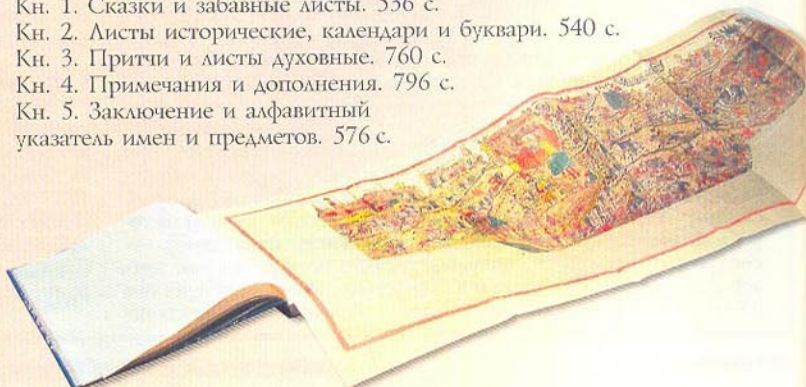 Кн. 1. Сказки и забавные листы. 556 с.
Кн. 2. Листы исторические, календари и буквари. 540 с.
Кн. 3. Притчи и листы духовные. 760 с.
Кн. 4. Примечания и дополнения. 796 с.
Кн. 5. Заключение и алфавитный
указатель имен и предметов. 576 с.